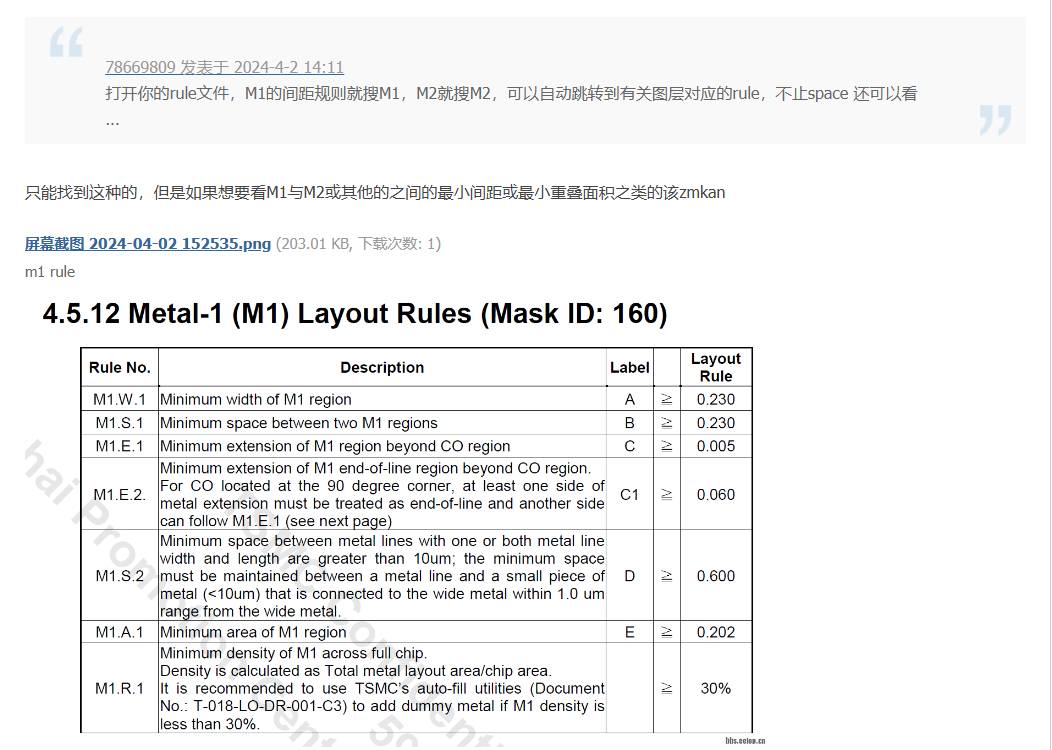 78669809 发表于 2024-4-2 14:11
打开你的rule文件，M1的间距规则就搜M1，M2就搜M2，可以自动跳转到有关图层对应的rule，不止space 还可以看
...
只能找到这种的，但是如果想要看M1与M2或其他的之间的最小间距或最小重叠面积之类的该zmkan
屏幕截图 2024-04-02 152535.png (203.01 KB, 下载次数: 1)
m1 rule
4.5.12 Metal-1 (M1) Layout Rules (Mask ID: 160)
Rule No. Description Label Layout
Rule
M1.W.1 Minimum width of M1 region A ≧ 0.230
M1.S.1 Minimum space between two M1 regions B ≧ 0.230
M1.E.1 Minimum extension of M1 region beyond CO region C ≧ 0.005
Minimum extension of M1 end-of-line region beyond CO region.
For CO located at the 90 degree corner, at least one side of
M1.E.2. metal extension must be treated as end-of-line and another side C1 ≧ 0.060
can follow M1.E.1 (see next page)
Minimum space between metal lines with one or both metal line
width and length are greater than 10um; the minimum space
M1.S.2 must be maintained between a metal line and a small piece of D ≧ 0.600
metal (<10um) that is connected to the wide metal within 1.0 um
range from the wide metal.
M1.A.1 Minimum area of M1 region E ≧ 0.202
Minimum density of M1 across full chip.
Density is calculated as Total metal layout area/chip area.
M1.R.1 It is recommended to use TSMC's auto-fill utilities (Document ≧ 30%
No.: T-018-LO-DR-001-C3) to add dummy metal if M1 density is
less than 30%.
bbs.eetop.cn